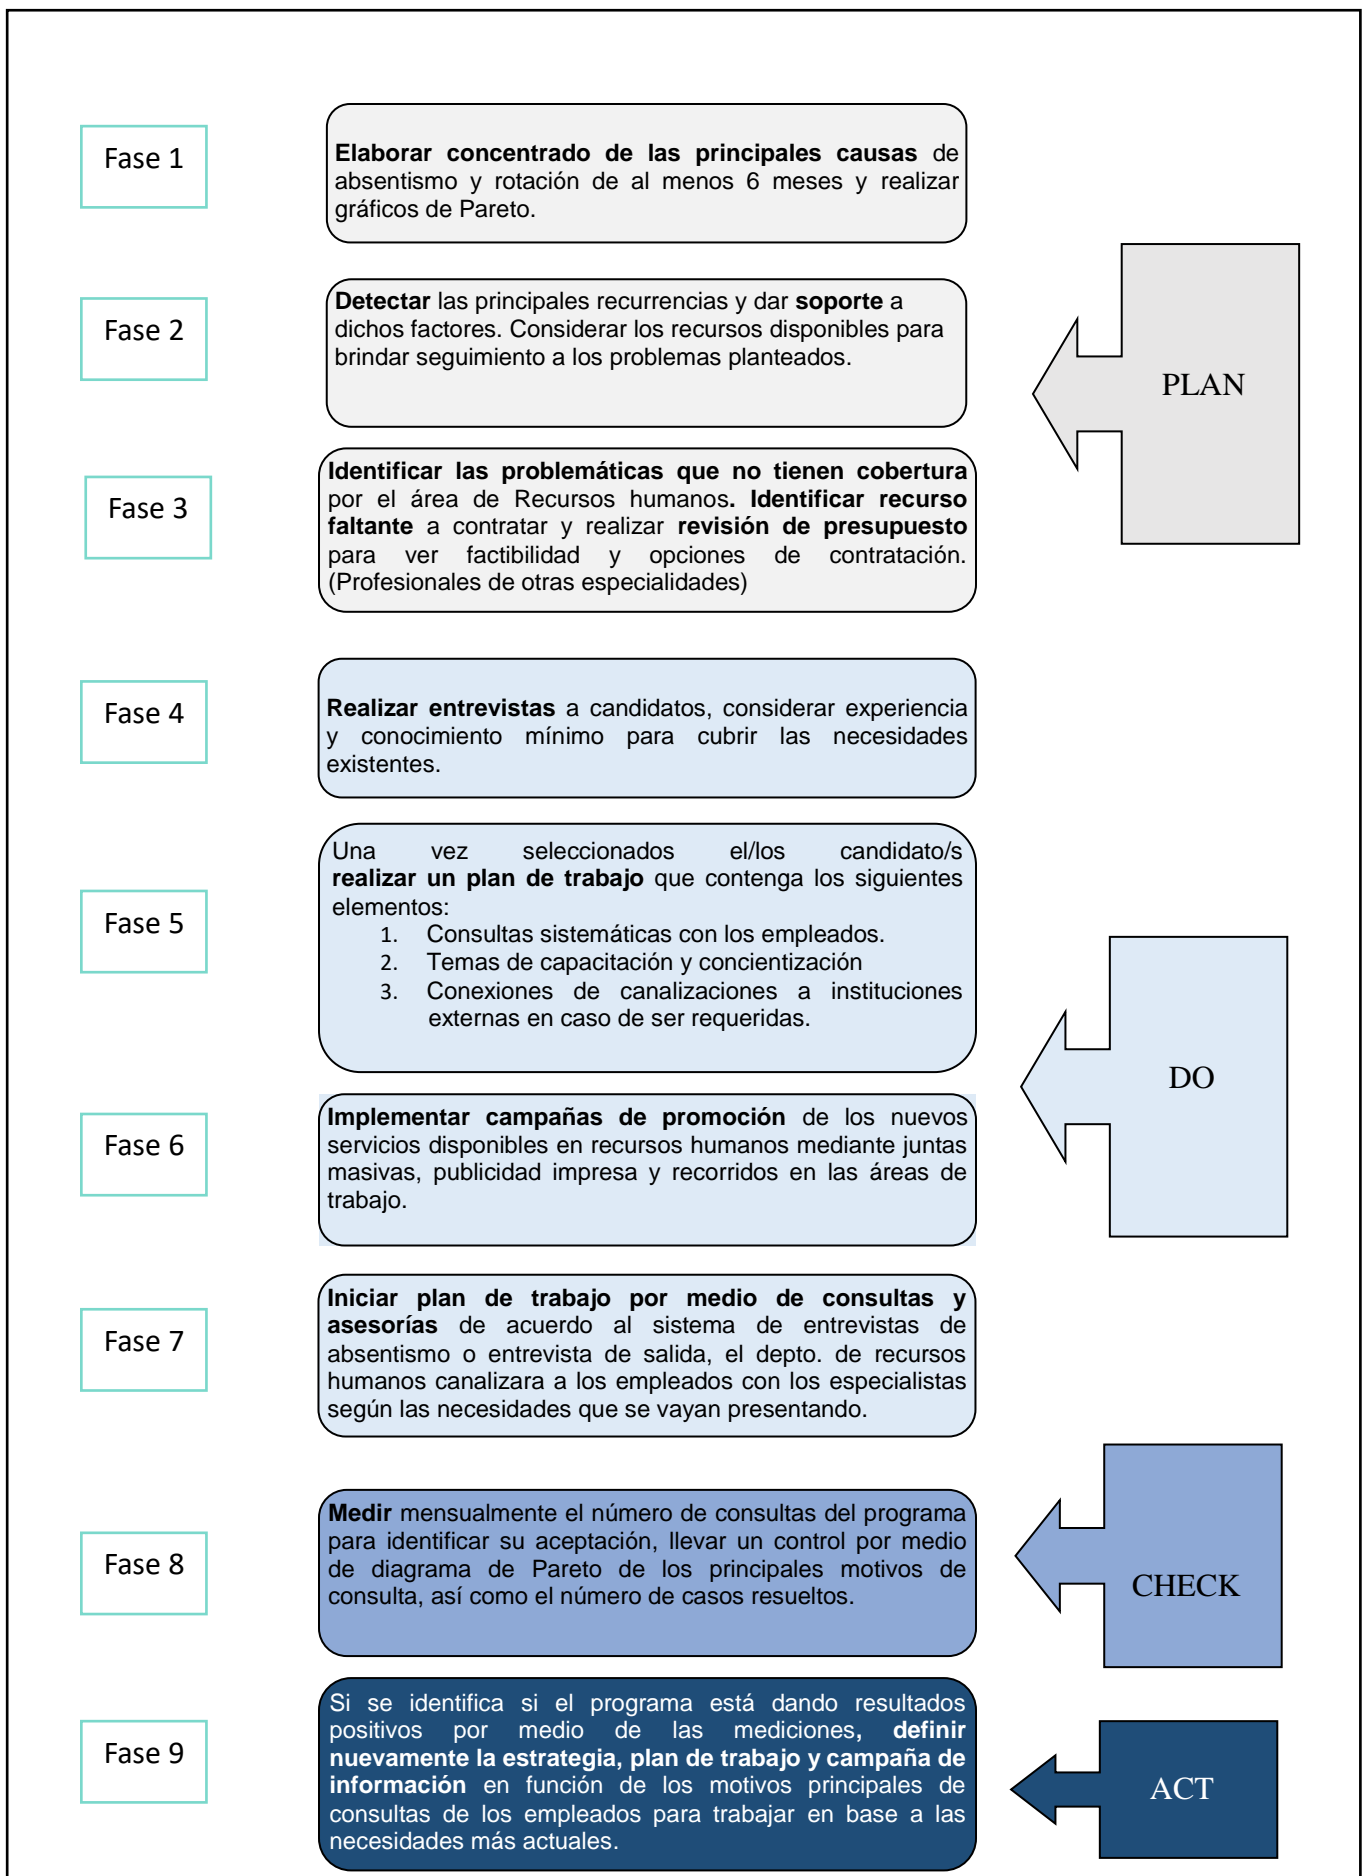 Fase 1
Elaborar concentrado de las principales causas de
absentismo y rotación de al menos 6 meses y realizar
gráficos de Pareto.
Fase 2
Detectar las principales recurrencias y dar soporte a
dichos factores. Considerar los recursos disponibles para
brindar seguimiento a los problemas planteados.
PLAN
Fase 3
Identificar las problemáticas que no tienen cobertura
por el área de Recursos humanos. Identificar recurso
faltante a contratar y realizar revisión de presupuesto
para ver factibilidad y opciones de contratación.
(Profesionales de otras especialidades)
Fase 4
Realizar entrevistas a candidatos, considerar experiencia
y conocimiento mínimo para cubrir las necesidades
existentes.
Fase 5
Una vez seleccionados el/los candidato/s
realizar un plan de trabajo que contenga los siguientes
elementos:
1. Consultas sistemáticas con los empleados.
2. Temas de capacitación y concientización
3. Conexiones de canalizaciones a instituciones
externas en caso de ser requeridas.
DO
Fase 6
Implementar campañas de promoción de los nuevos
servicios disponibles en recursos humanos mediante juntas
masivas, publicidad impresa y recorridos en las áreas de
trabajo.
Fase 7
Iniciar plan de trabajo por medio de consultas y
asesorías de acuerdo al sistema de entrevistas de
absentismo o entrevista de salida, el depto. de recursos
humanos canalizara a los empleados con los especialistas
según las necesidades que se vayan presentando.
Fase 8
Medir mensualmente el número de consultas del programa
para identificar su aceptación, llevar un control por medio
de diagrama de Pareto de los principales motivos de
consulta, así como el número de casos resueltos.
CHECK
Fase 9
Si se identifica si el programa está dando resultados
positivos por medio de las mediciones, definir
nuevamente la estrategia, plan de trabajo y campaña de
información en función de los motivos principales de
consultas de los empleados para trabajar en base a las
necesidades más actuales.
ACT